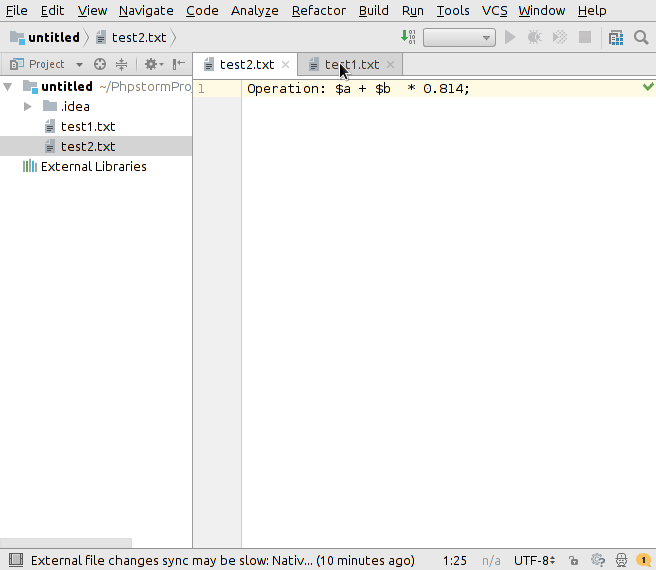 File Edit View Navigate Code Analyze Refactor Build Run Tools VCS Window Help
untitled test2.txt
Project
test2.txt test1.txt
untitled ~/PhpstormPro
1 Operation: $a + $b  * 0.814;
.idea
test1.txt
test2.txt
External Libraries
External file changes sync may be slow: Nativ... (10 minutes ago) 1:25 n/a UTF-8 1